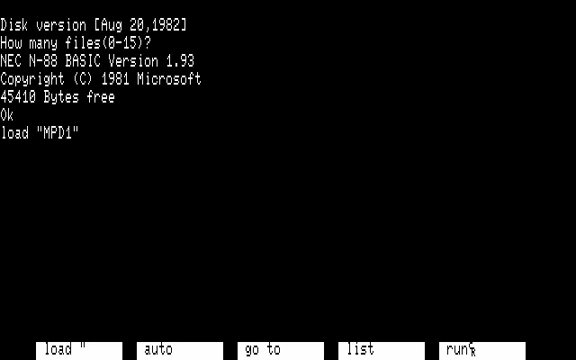 Disk version [Aug 20,1982]
How many files(0-15)?
NEC N-88 BASIC Version 1.93
Copyright (C) 1981 Microsoft
45410 Bytes free
Ok
load "MPD1"
load " auto go to list run␍